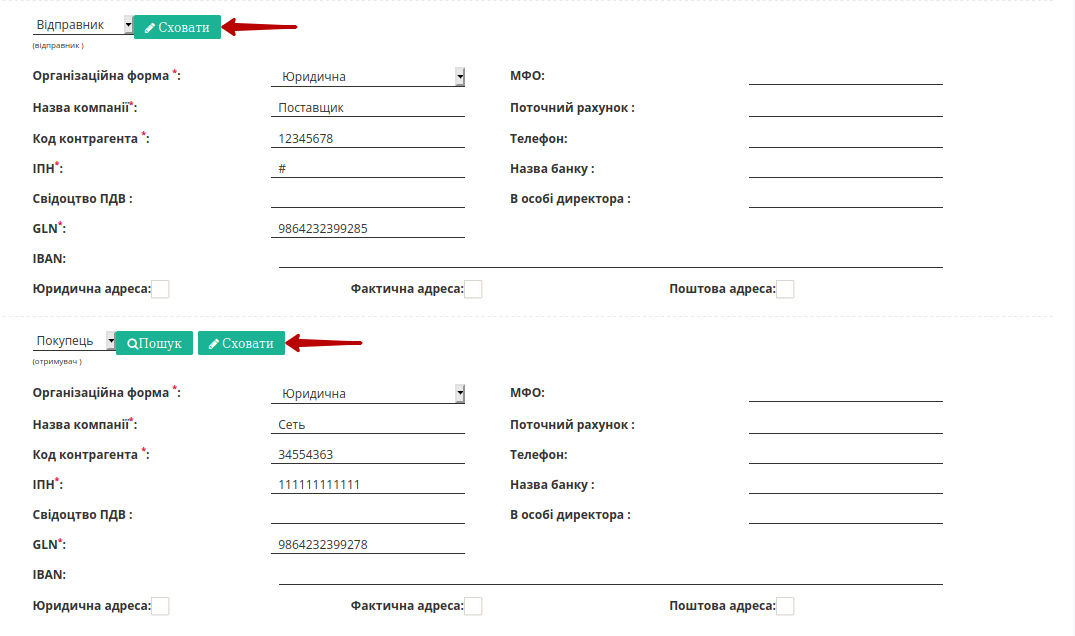 Відправник Сховати
(відправник )
Організаційна форма *: Юридична МФО:
Назва компанії*: Поставщик Поточний рахунок :
Код контрагента *: 12345678 Телефон:
ІПН*: # Назва банку :
Свідоцтво ПДВ : В особі директора :
GLN*: 9864232399285
IBAN:
Юридична адреса: Фактична адреса: Поштова адреса:
Покупець Пошук Сховати
(отримувач )
Організаційна форма *: Юридична МФО:
Назва компанії*: Сеть Поточний рахунок :
Код контрагента *: 34554363 Телефон:
ІПН*: 111111111111 Назва банку :
Свідоцтво ПДВ : В особі директора :
GLN*: 9864232399278
IBAN:
Юридична адреса: Фактична адреса: Поштова адреса: